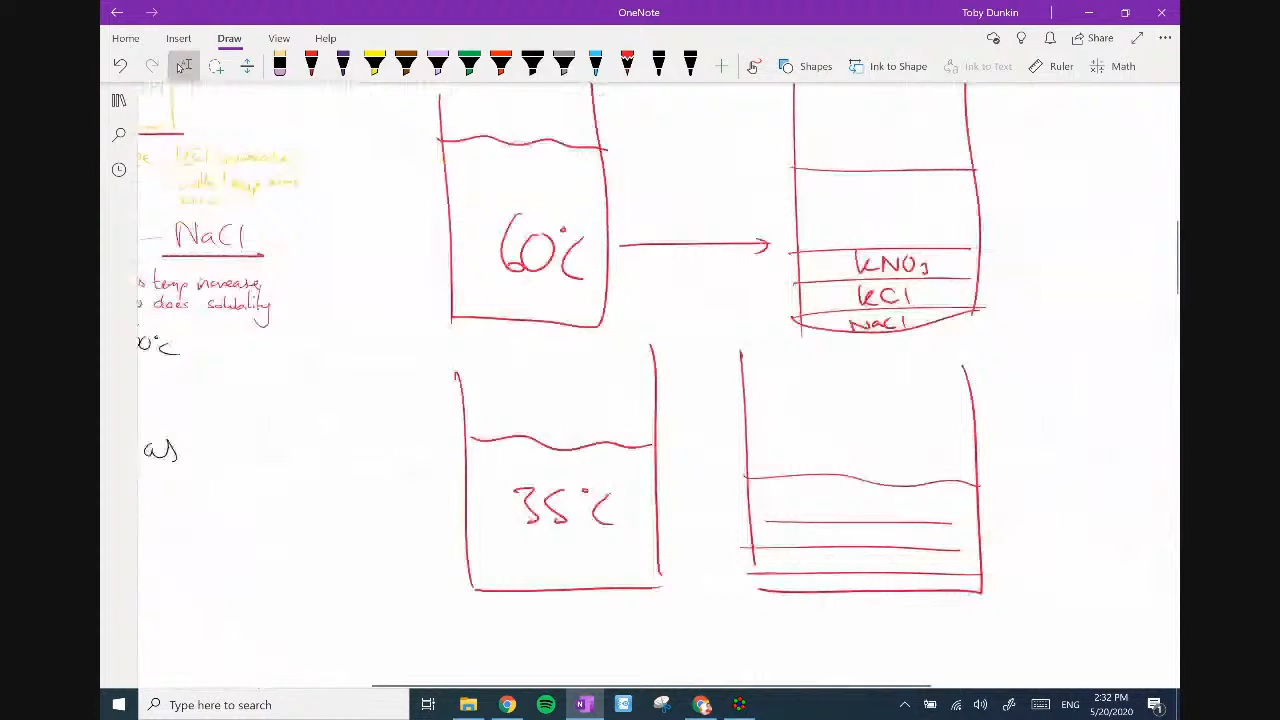 OneNote
Toby Dunkin
Home Insert Draw View Help
Share
Shapes Ink to Shape Ink to Text Ruler Math
NaCl
temp increase,
does solubility
0°C
as
60°C
KNO3
KCl
NaCl
35°C
Type here to search
ENG
2:32 PM
5/20/2020